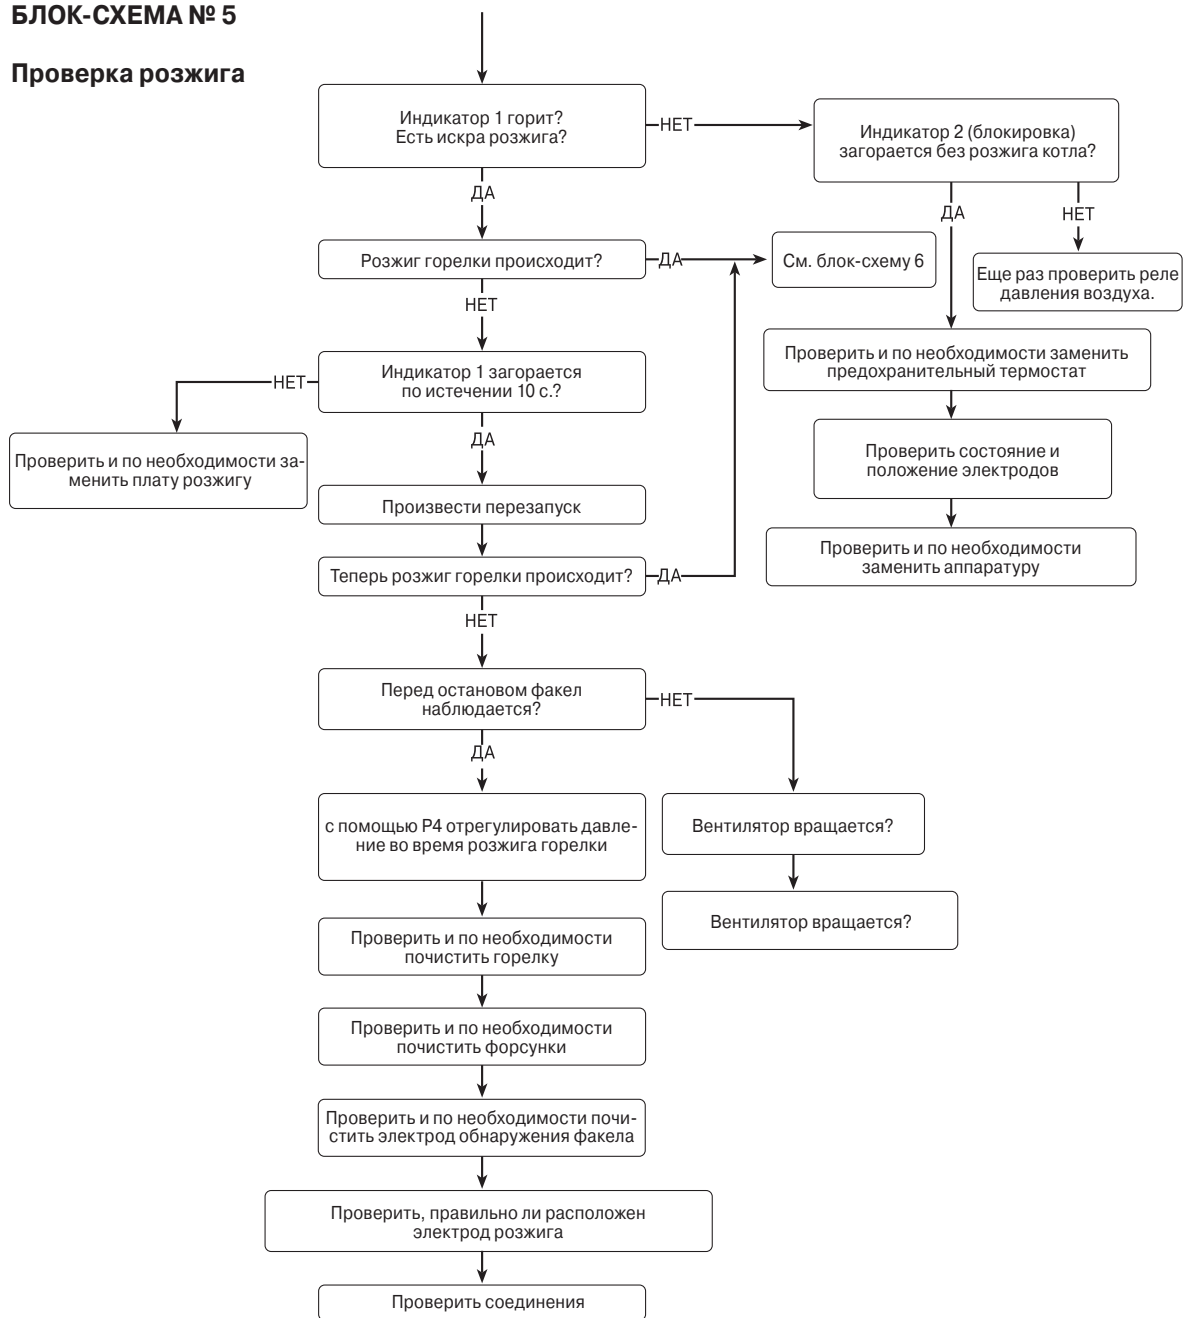 БЛОК-СХЕМА № 5
Проверка розжига
Индикатор 1 горит?
Есть искра розжига?
НЕТ
Индикатор 2 (блокировка)
загорается без розжига котла?
ДА
ДА
НЕТ
Розжиг горелки происходит?
ДА
См. блок-схему 6
Еще раз проверить реле
давления воздуха.
НЕТ
Проверить и по необходимости заменить
предохранительный термостат
Индикатор 1 загорается
по истечении 10 с.?
НЕТ
Проверить и по необходимости за-
менить плату розжигу
ДА
Проверить состояние и
положение электродов
Произвести перезапуск
Проверить и по необходимости
заменить аппаратуру
Теперь розжиг горелки происходит?
ДА
НЕТ
Перед остановом факел
наблюдается?
НЕТ
ДА
с помощью P4 отрегулировать давле-
ние во время розжига горелки
Вентилятор вращается?
Вентилятор вращается?
Проверить и по необходимости
почистить горелку
Проверить и по необходимости
почистить форсунки
Проверить и по необходимости почи-
стить электрод обнаружения факела
Проверить, правильно ли расположен
электрод розжига
Проверить соединения